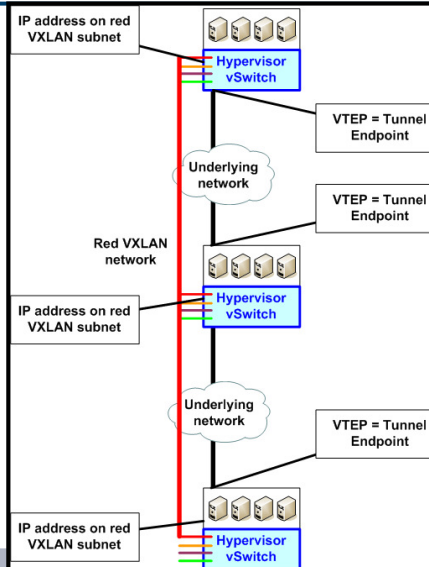 IP address on red
VXLAN subnet
Hypervisor
vSwitch
VTEP = Tunnel
Endpoint
Underlying
network
VTEP = Tunnel
Endpoint
Red VXLAN
network
IP address on red
VXLAN subnet
Hypervisor
vSwitch
Underlying
network
VTEP = Tunnel
Endpoint
IP address on red
VXLAN subnet
Hypervisor
vSwitch